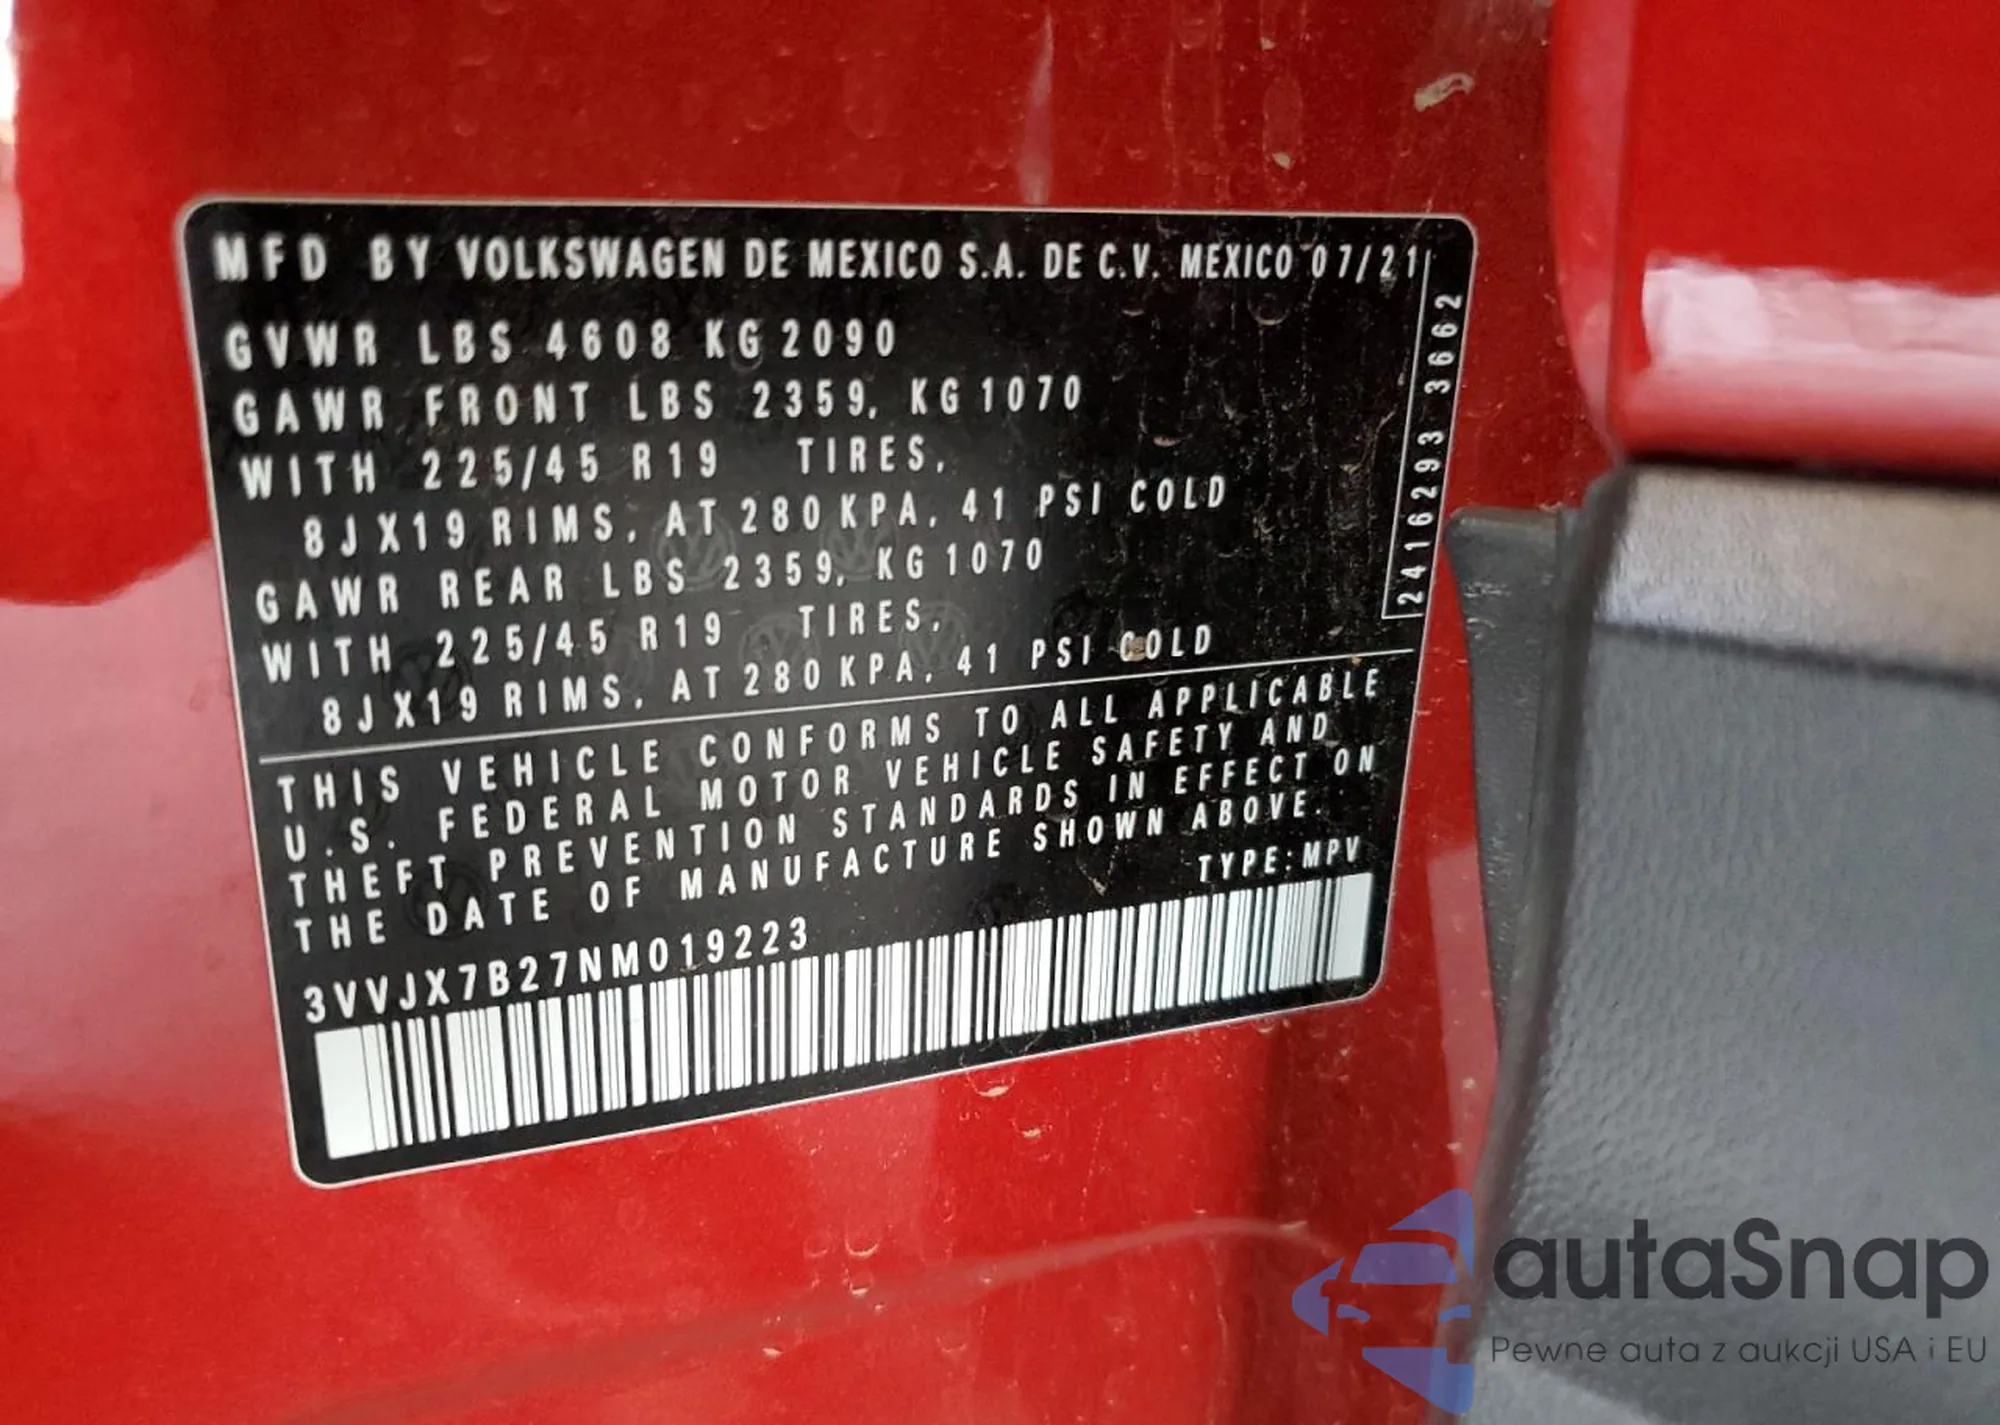 MFD BY VOLKSWAGEN DE MEXICO S.A. DE C.V. MEXICO 07/21
GVWR LBS 4608 KG 2090
GAWR FRONT LBS 2359, KG 1070
WITH 225/45 R19 TIRES,
8JX19 RIMS, AT 280 KPA, 41 PSI COLD
GAWR REAR LBS 2359, KG 1070
WITH 225/45 R19 TIRES,
8JX19 RIMS, AT 280 KPA, 41 PSI COLD
24162 93 3662
THIS VEHICLE CONFORMS TO ALL APPLICABLE
U.S. FEDERAL MOTOR VEHICLE SAFETY AND
THEFT PREVENTION STANDARDS IN EFFECT ON
THE DATE OF MANUFACTURE SHOWN ABOVE.
TYPE:MPV
3VVJX7B27NM019223
autaSnap
Pewne auta z aukcji USA i EU